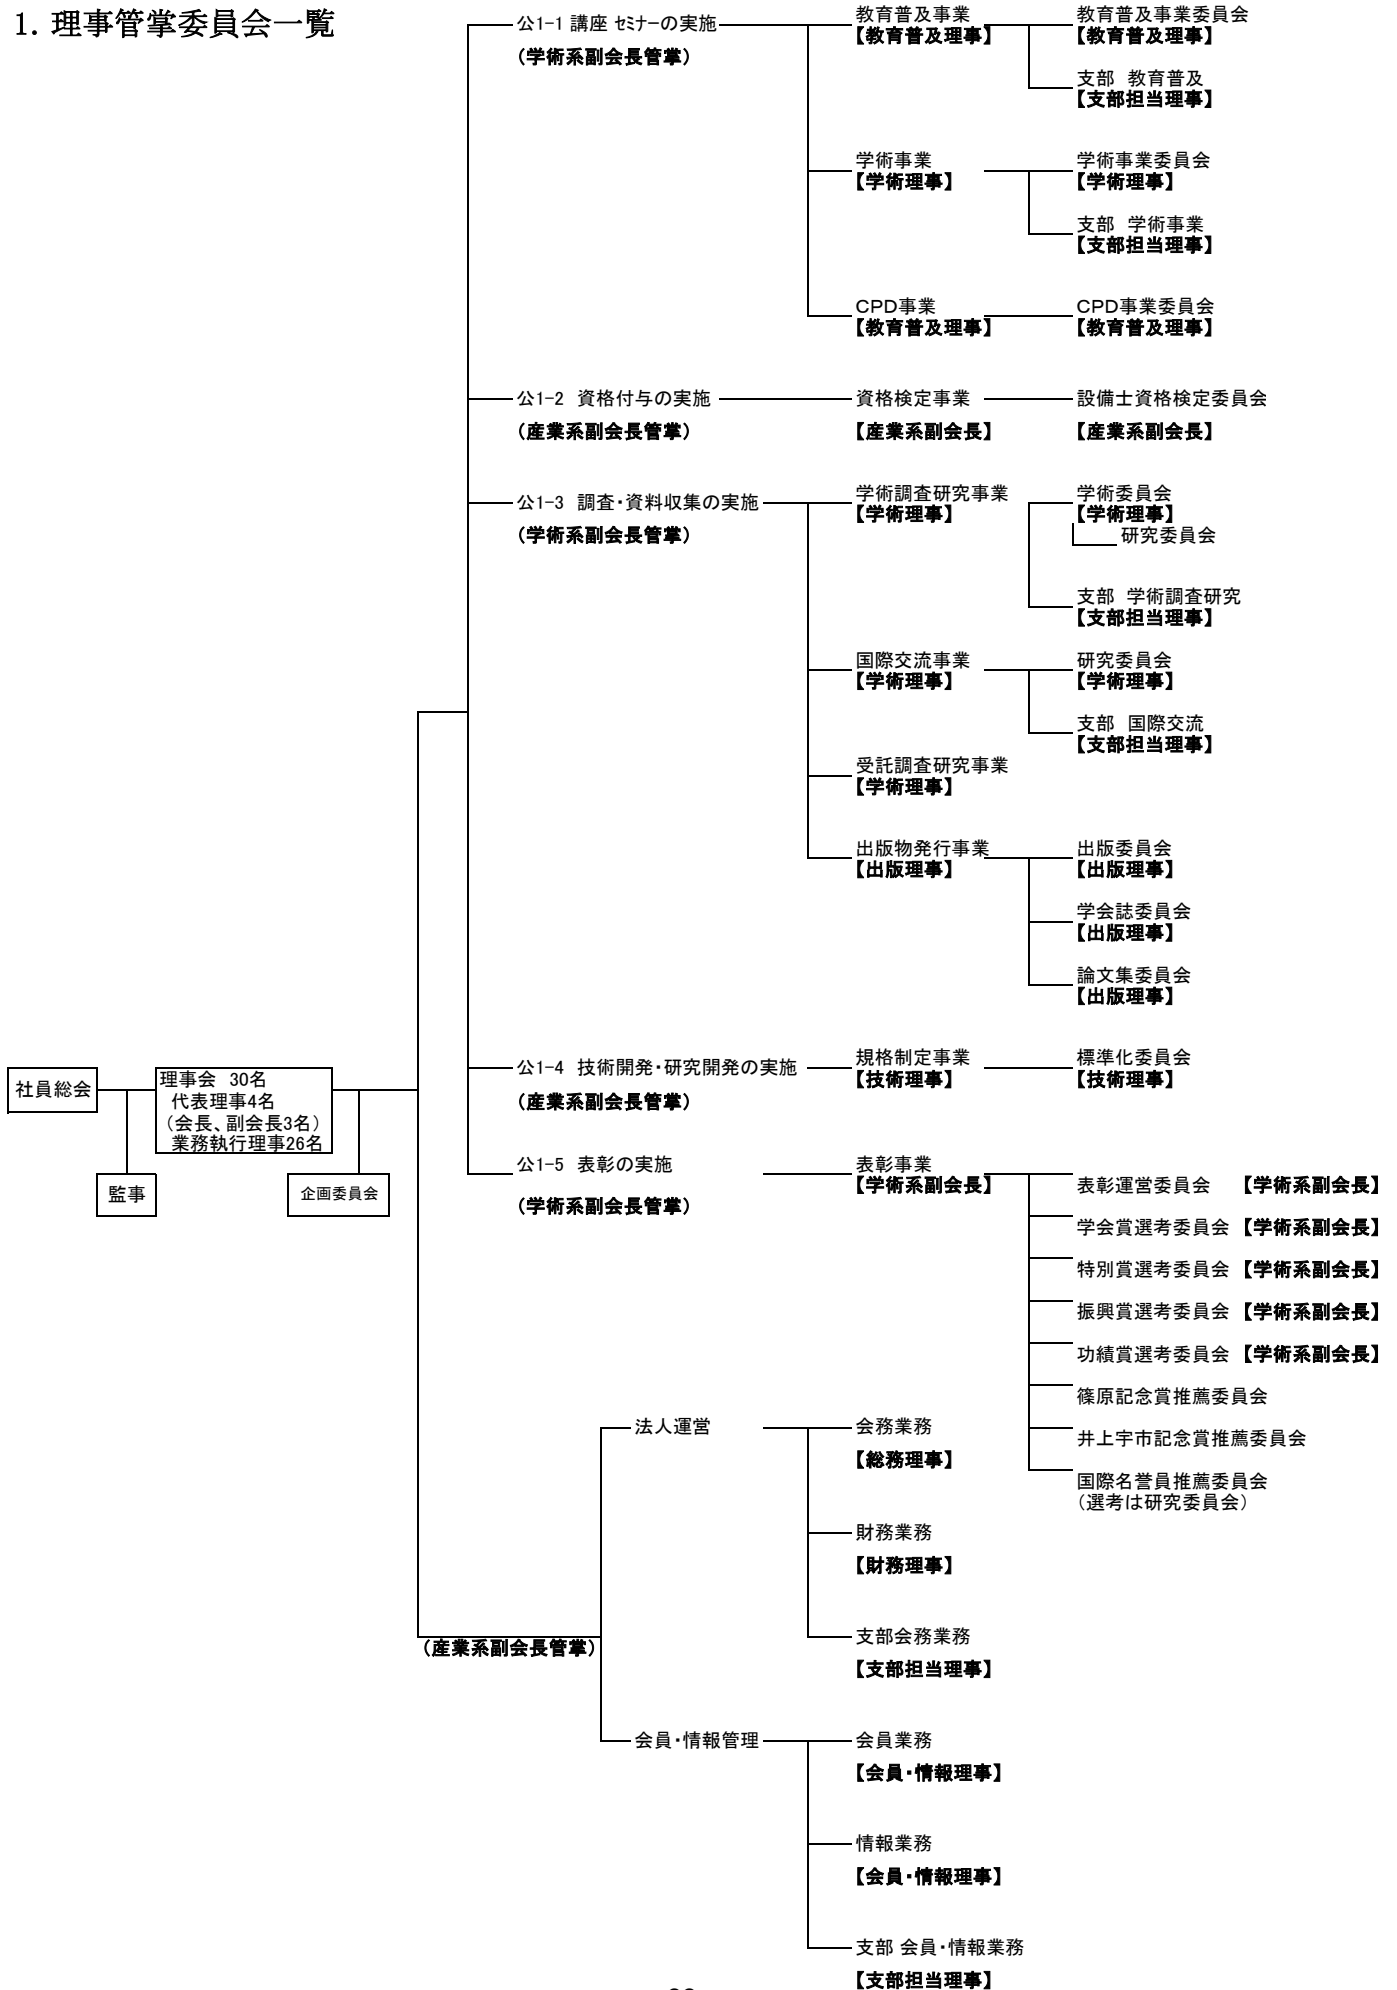 1. 理事管掌委員会一覧
公1-1 講座 ｾﾐﾅｰの実施
（学術系副会長管掌）
教育普及事業
【教育普及理事】
教育普及事業委員会
【教育普及理事】
支部 教育普及
【支部担当理事】
学術事業
【学術理事】
学術事業委員会
【学術理事】
支部 学術事業
【支部担当理事】
CPD事業
【教育普及理事】
CPD事業委員会
【教育普及理事】
公1-2 資格付与の実施
（産業系副会長管掌）
資格検定事業
【産業系副会長】
設備士資格検定委員会
【産業系副会長】
公1-3 調査・資料収集の実施
（学術系副会長管掌）
学術調査研究事業
【学術理事】
学術委員会
【学術理事】
研究委員会
支部 学術調査研究
【支部担当理事】
国際交流事業
【学術理事】
研究委員会
【学術理事】
支部 国際交流
【支部担当理事】
受託調査研究事業
【学術理事】
出版物発行事業
【出版理事】
出版委員会
【出版理事】
学会誌委員会
【出版理事】
論文集委員会
【出版理事】
社員総会
理事会 30名
代表理事4名
（会長、副会長3名）
業務執行理事26名
監事
企画委員会
公1-4 技術開発・研究開発の実施
（産業系副会長管掌）
規格制定事業
【技術理事】
標準化委員会
【技術理事】
公1-5 表彰の実施
（学術系副会長管掌）
表彰事業
【学術系副会長】
表彰運営委員会 【学術系副会長】
学会賞選考委員会 【学術系副会長】
特別賞選考委員会 【学術系副会長】
振興賞選考委員会 【学術系副会長】
功績賞選考委員会 【学術系副会長】
篠原記念賞推薦委員会
井上宇市記念賞推薦委員会
国際名誉員推薦委員会
（選考は研究委員会）
（産業系副会長管掌）
法人運営
会務業務
【総務理事】
財務業務
【財務理事】
支部会務業務
【支部担当理事】
会員・情報管理
会員業務
【会員・情報理事】
情報業務
【会員・情報理事】
支部 会員・情報業務
【支部担当理事】